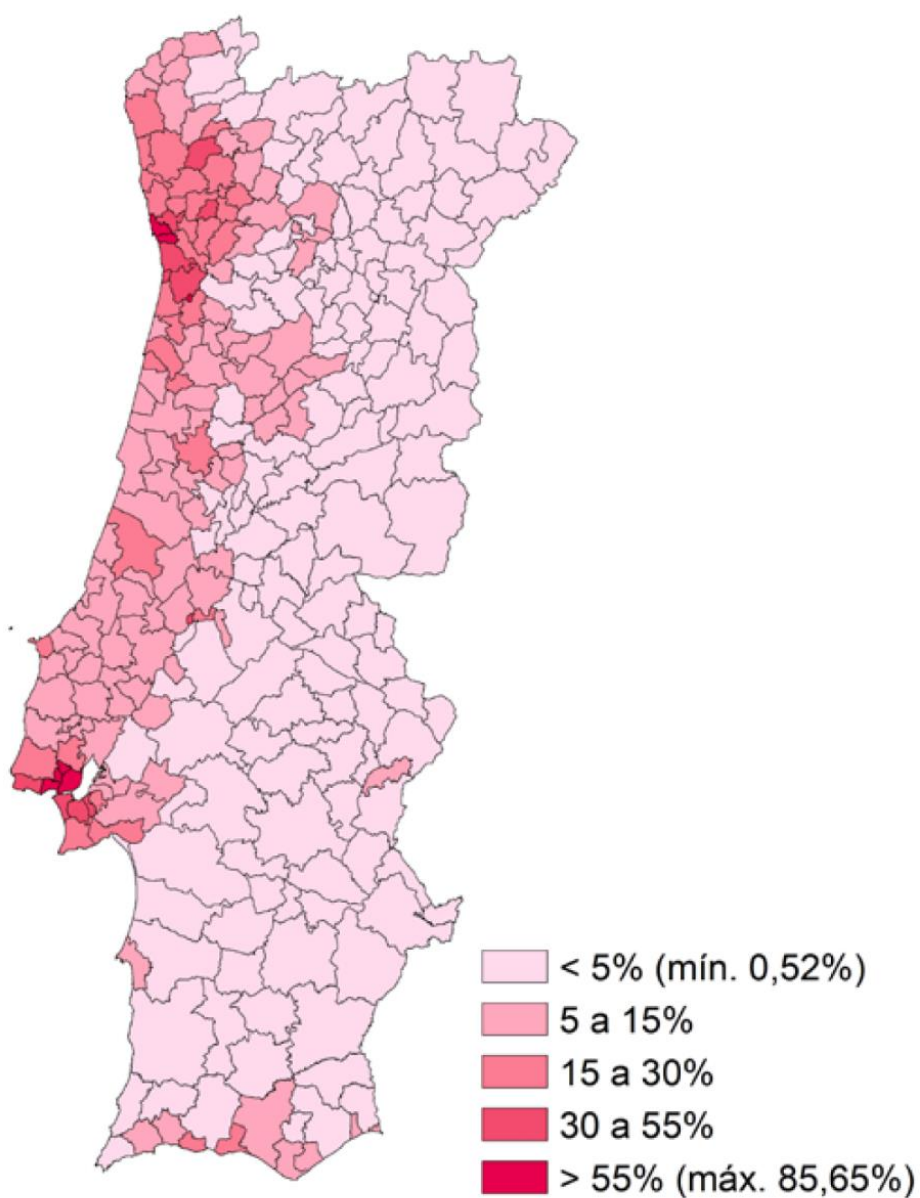 < 5% (mín. 0,52%)
5 a 15%
15 a 30%
30 a 55%
> 55% (máx. 85,65%)